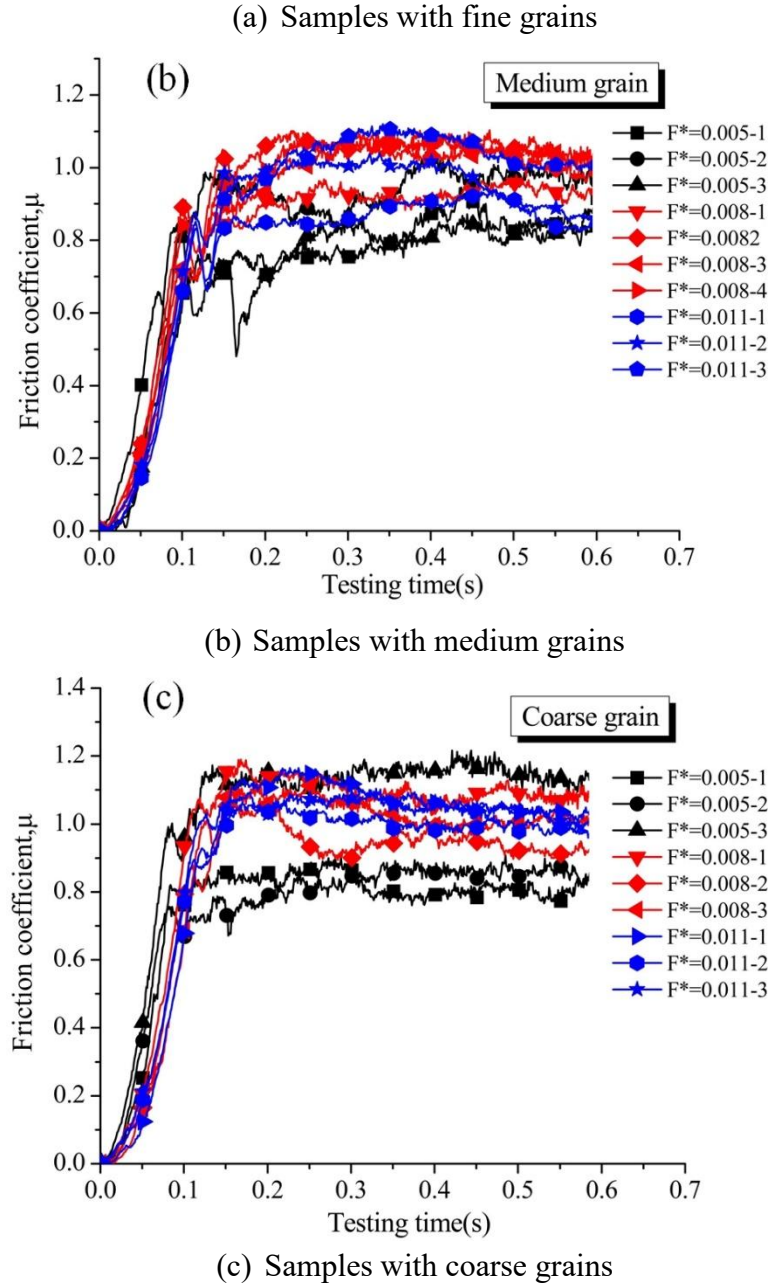 (a) Samples with fine grains
(b)
Medium grain
Friction coefficient,μ
1.2
1.0
0.8
0.6
0.4
0.2
0.0
F*=0.005-1
F*=0.005-2
F*=0.005-3
F*=0.008-1
F*=0.0082
F*=0.008-3
F*=0.008-4
F*=0.011-1
F*=0.011-2
F*=0.011-3
0.0 0.1 0.2 0.3 0.4 0.5 0.6 0.7
Testing time(s)
(b) Samples with medium grains
(c)
Coarse grain
Friction coefficient,μ
1.4
1.2
1.0
0.8
0.6
0.4
0.2
0.0
F*=0.005-1
F*=0.005-2
F*=0.005-3
F*=0.008-1
F*=0.008-2
F*=0.008-3
F*=0.011-1
F*=0.011-2
F*=0.011-3
0.0 0.1 0.2 0.3 0.4 0.5 0.6 0.7
Testing time(s)
(c) Samples with coarse grains